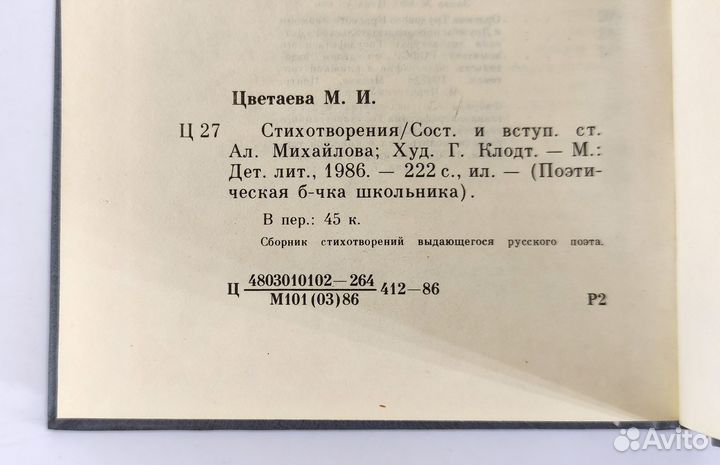 Цветаева М. И.
Ц 27 Стихотворения/Сост. и вступ. ст.
Ал. Михайлова; Худ. Г. Клодт. — М.:
Дет. лит., 1986. — 222 с., ил. — (Поэти-
ческая б-чка школьника).
В пер.: 45 к.
Сборник стихотворений выдающегося русского поэта.
4803010102—264
Ц 412—86
М101(03)86
Р2
Avito